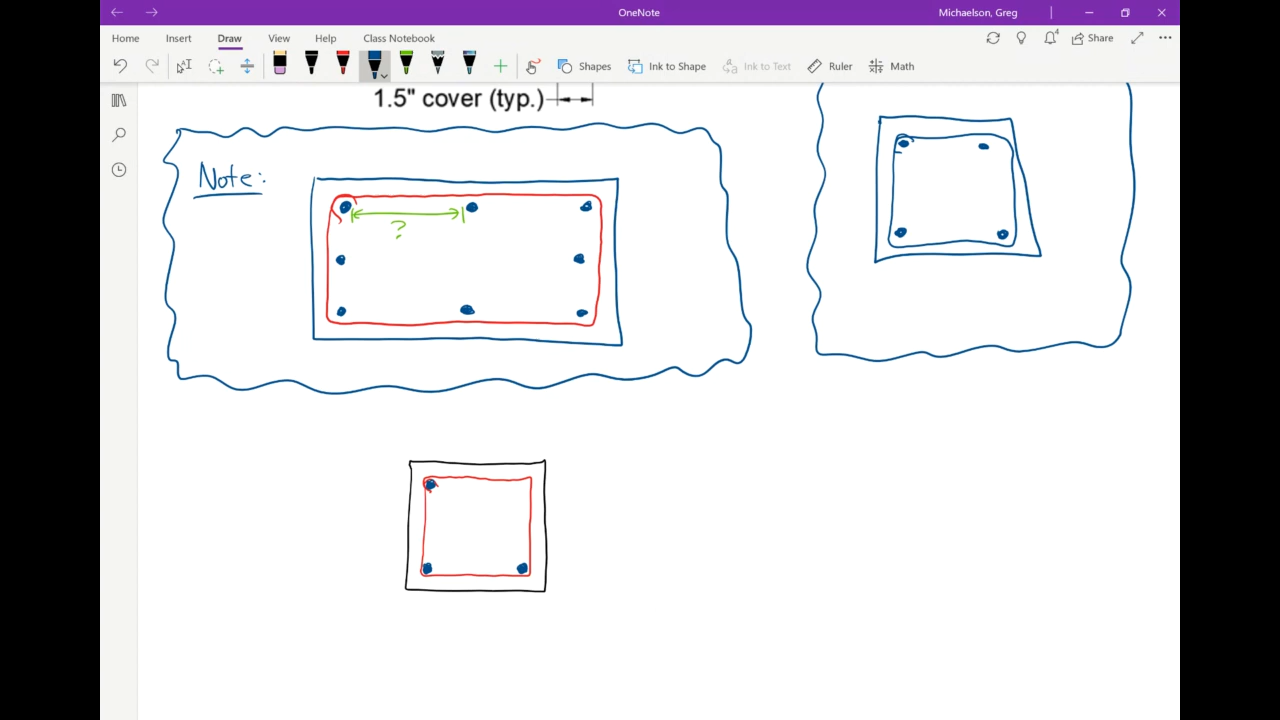 OneNote
Michaelson, Greg
Home Insert Draw View Help Class Notebook
4
Share
A
Shapes
Ink to Shape
A
Ink to Text
Ruler
Math
1.5" cover (typ.)
Note:
?